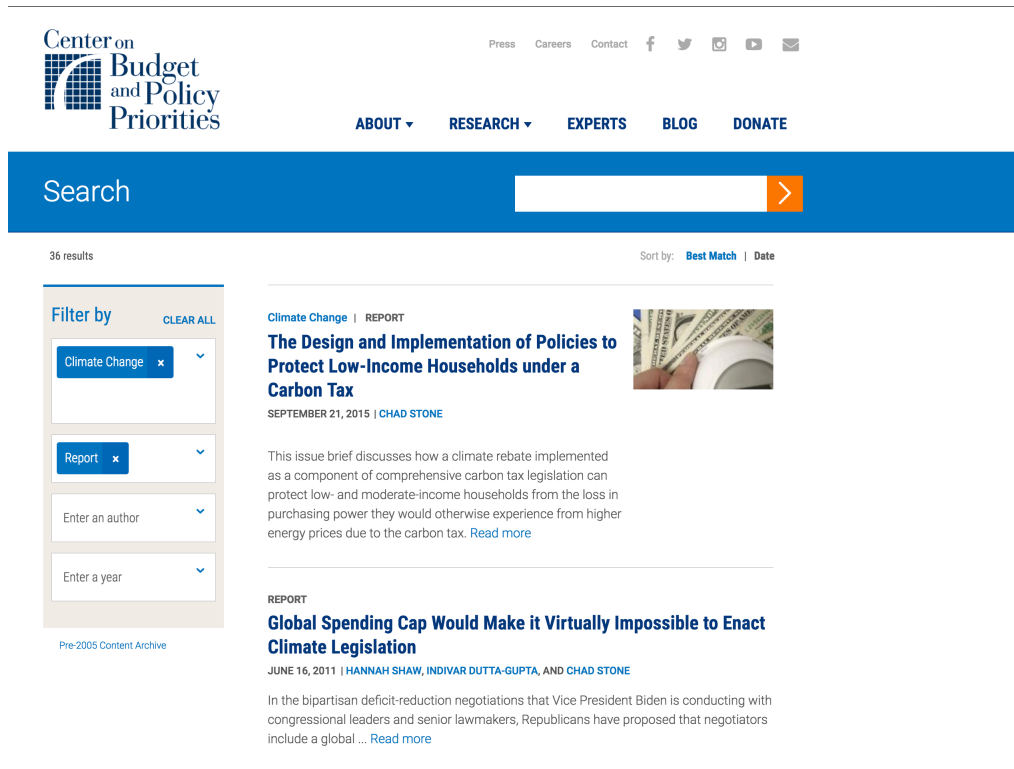 Center on
Budget
and Policy
Priorities
Press Careers Contact
ABOUT RESEARCH EXPERTS BLOG DONATE
Search
36 results
Sort by: Best Match | Date
Filter by CLEAR ALL
Climate Change x
Report x
Enter an author
Enter a year
Pre-2005 Content Archive
Climate Change | REPORT
The Design and Implementation of Policies to
Protect Low-Income Households under a
Carbon Tax
SEPTEMBER 21, 2015 | CHAD STONE
This issue brief discusses how a climate rebate implemented
as a component of comprehensive carbon tax legislation can
protect low- and moderate-income households from the loss in
purchasing power they would otherwise experience from higher
energy prices due to the carbon tax. Read more
REPORT
Global Spending Cap Would Make it Virtually Impossible to Enact
Climate Legislation
JUNE 16, 2011 | HANNAH SHAW, INDIVAR DUTTA-GUPTA, AND CHAD STONE
In the bipartisan deficit-reduction negotiations that Vice President Biden is conducting with
congressional leaders and senior lawmakers, Republicans have proposed that negotiators
include a global ... Read more